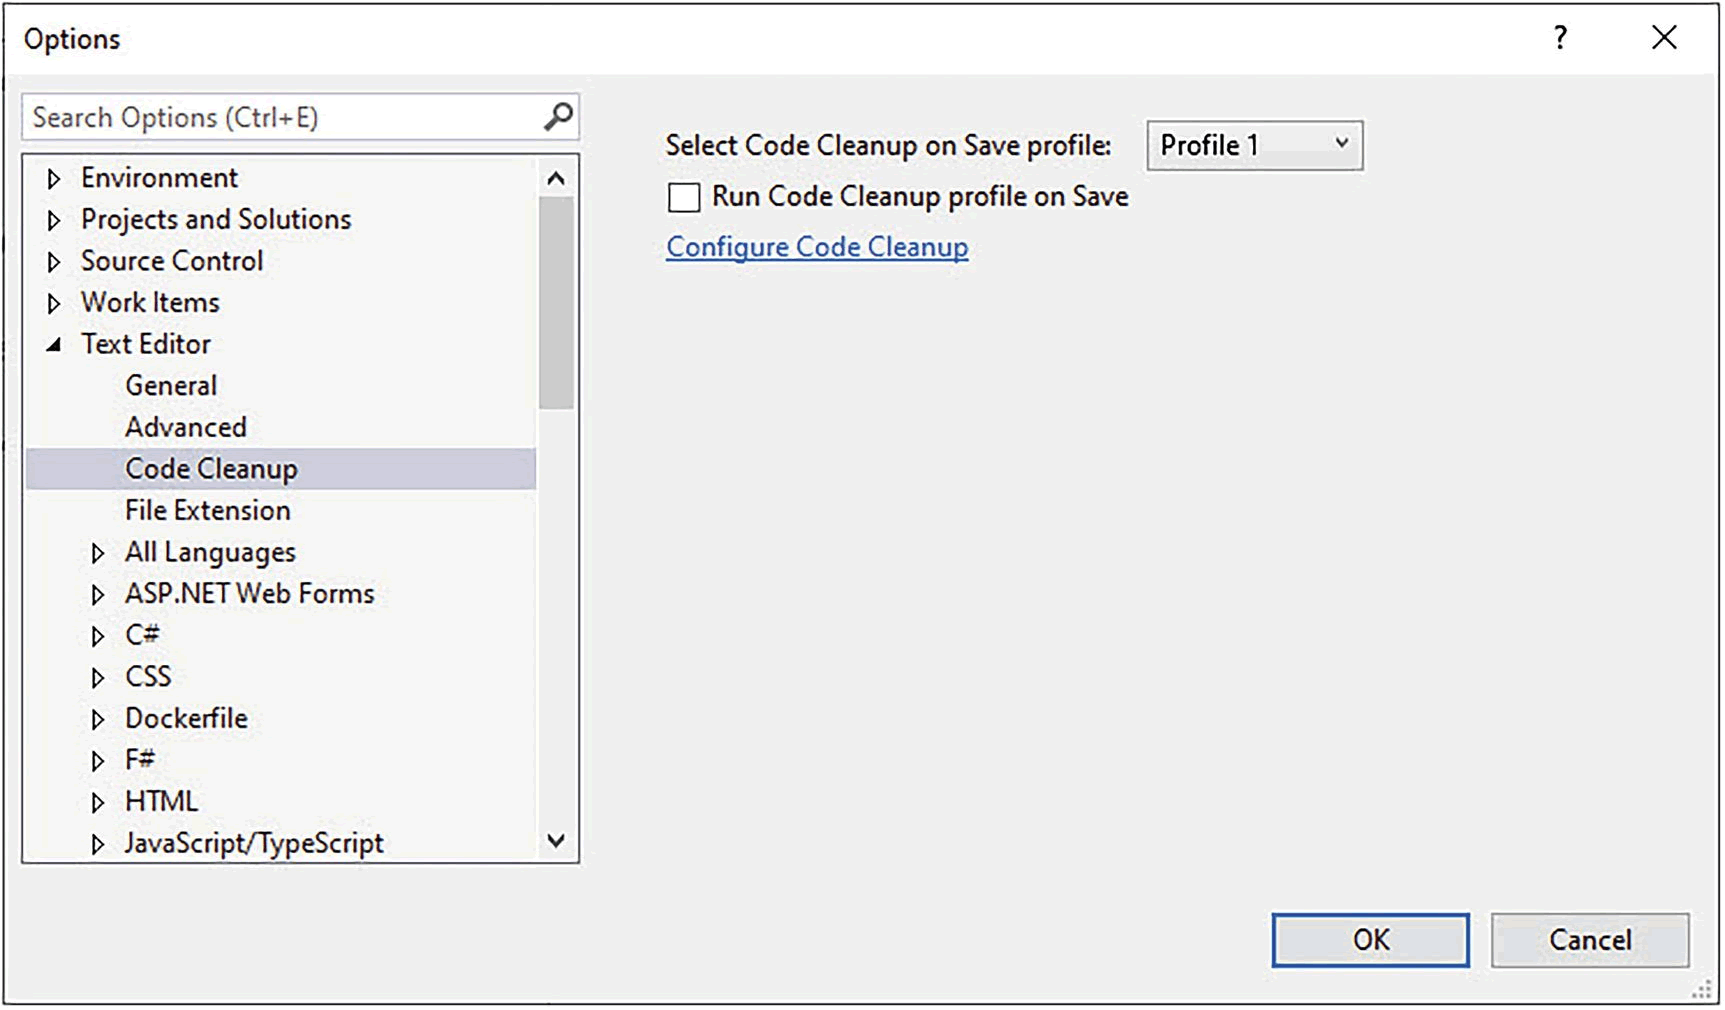 Options
?
Search Options (Ctrl+E)
Environment
Projects and Solutions
Source Control
Work Items
Text Editor
General
Advanced
Code Cleanup
File Extension
All Languages
ASP.NET Web Forms
C#
CSS
Dockerfile
F#
HTML
JavaScript/TypeScript
Select Code Cleanup on Save profile: Profile 1
Run Code Cleanup profile on Save
Configure Code Cleanup
OK Cancel